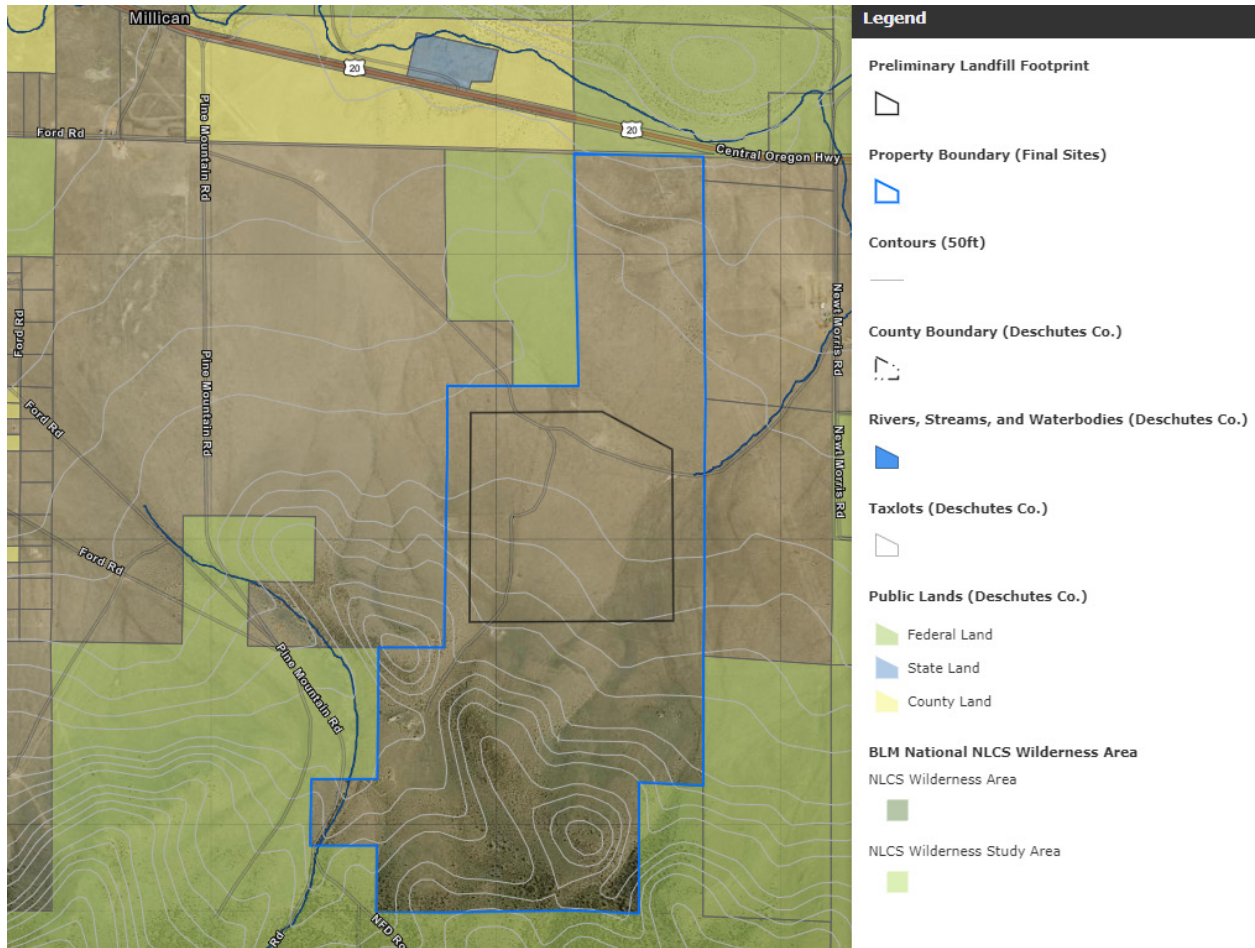 Millican
20
Pine Mountain Rd
Ford Rd
20
Central Oregon Hwy
Ford Rd
Newt Morris Rd
Pine Mountain Rd
Ford Rd
Newt Morris Rd
Ford Rd
Pine Mountain Rd
NFD Ro
Rd
Legend
Preliminary Landfill Footprint
Property Boundary (Final Sites)
Contours (50ft)
County Boundary (Deschutes Co.)
Rivers, Streams, and Waterbodies (Deschutes Co.)
Taxlots (Deschutes Co.)
Public Lands (Deschutes Co.)
Federal Land
State Land
County Land
BLM National NLCS Wilderness Area
NLCS Wilderness Area
NLCS Wilderness Study Area